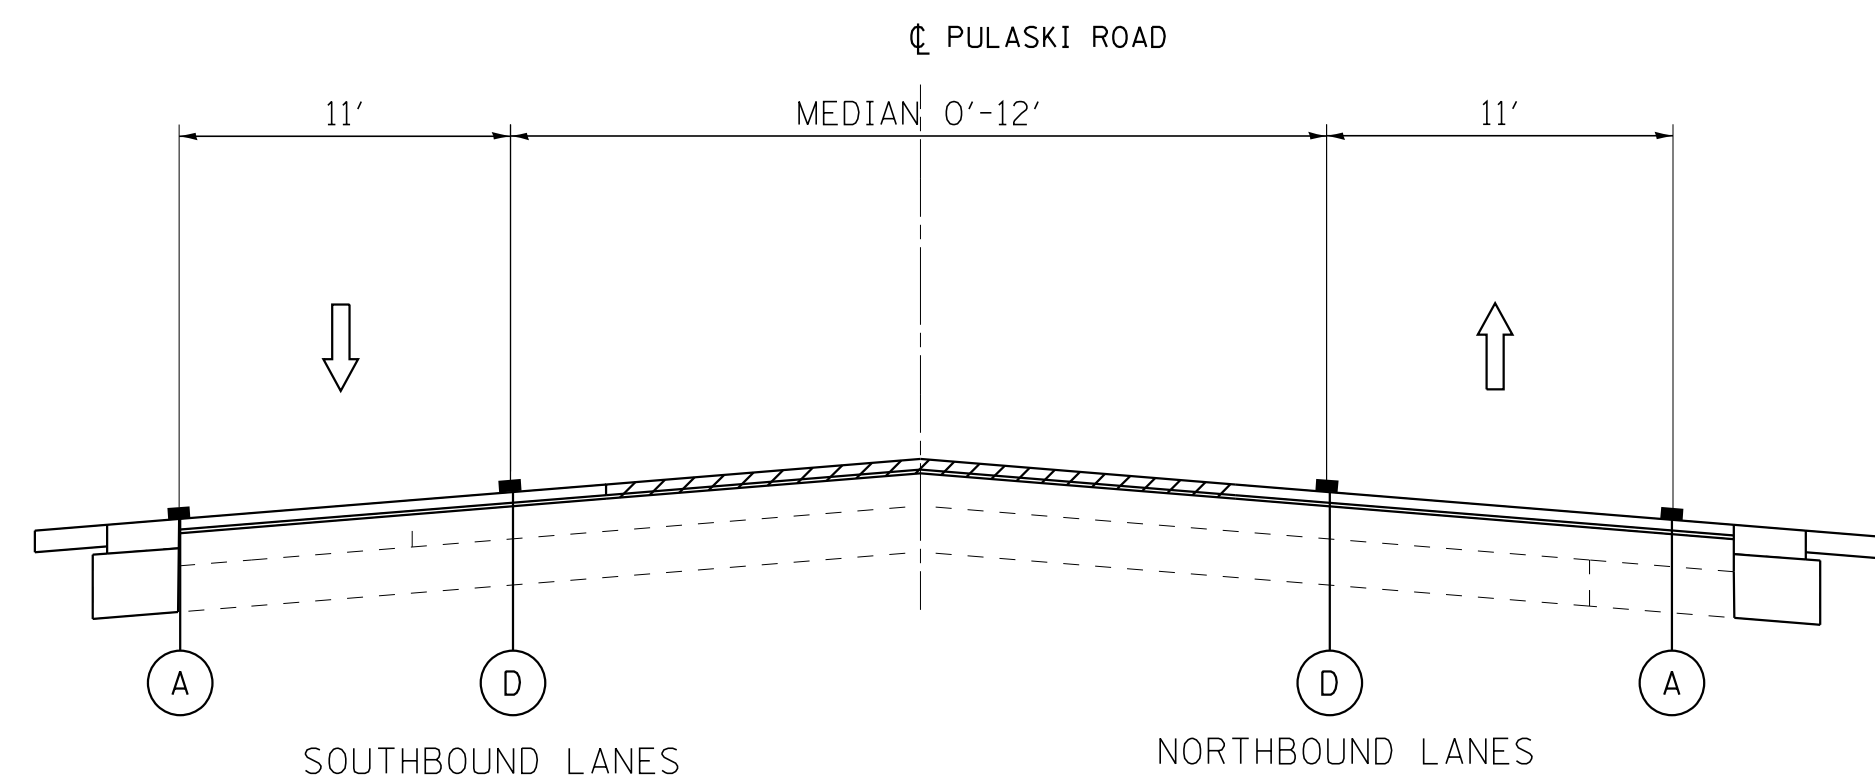 ℄ PULASKI ROAD
11' MEDIAN 0'-12' 11'
A D D A
SOUTHBOUND LANES NORTHBOUND LANES